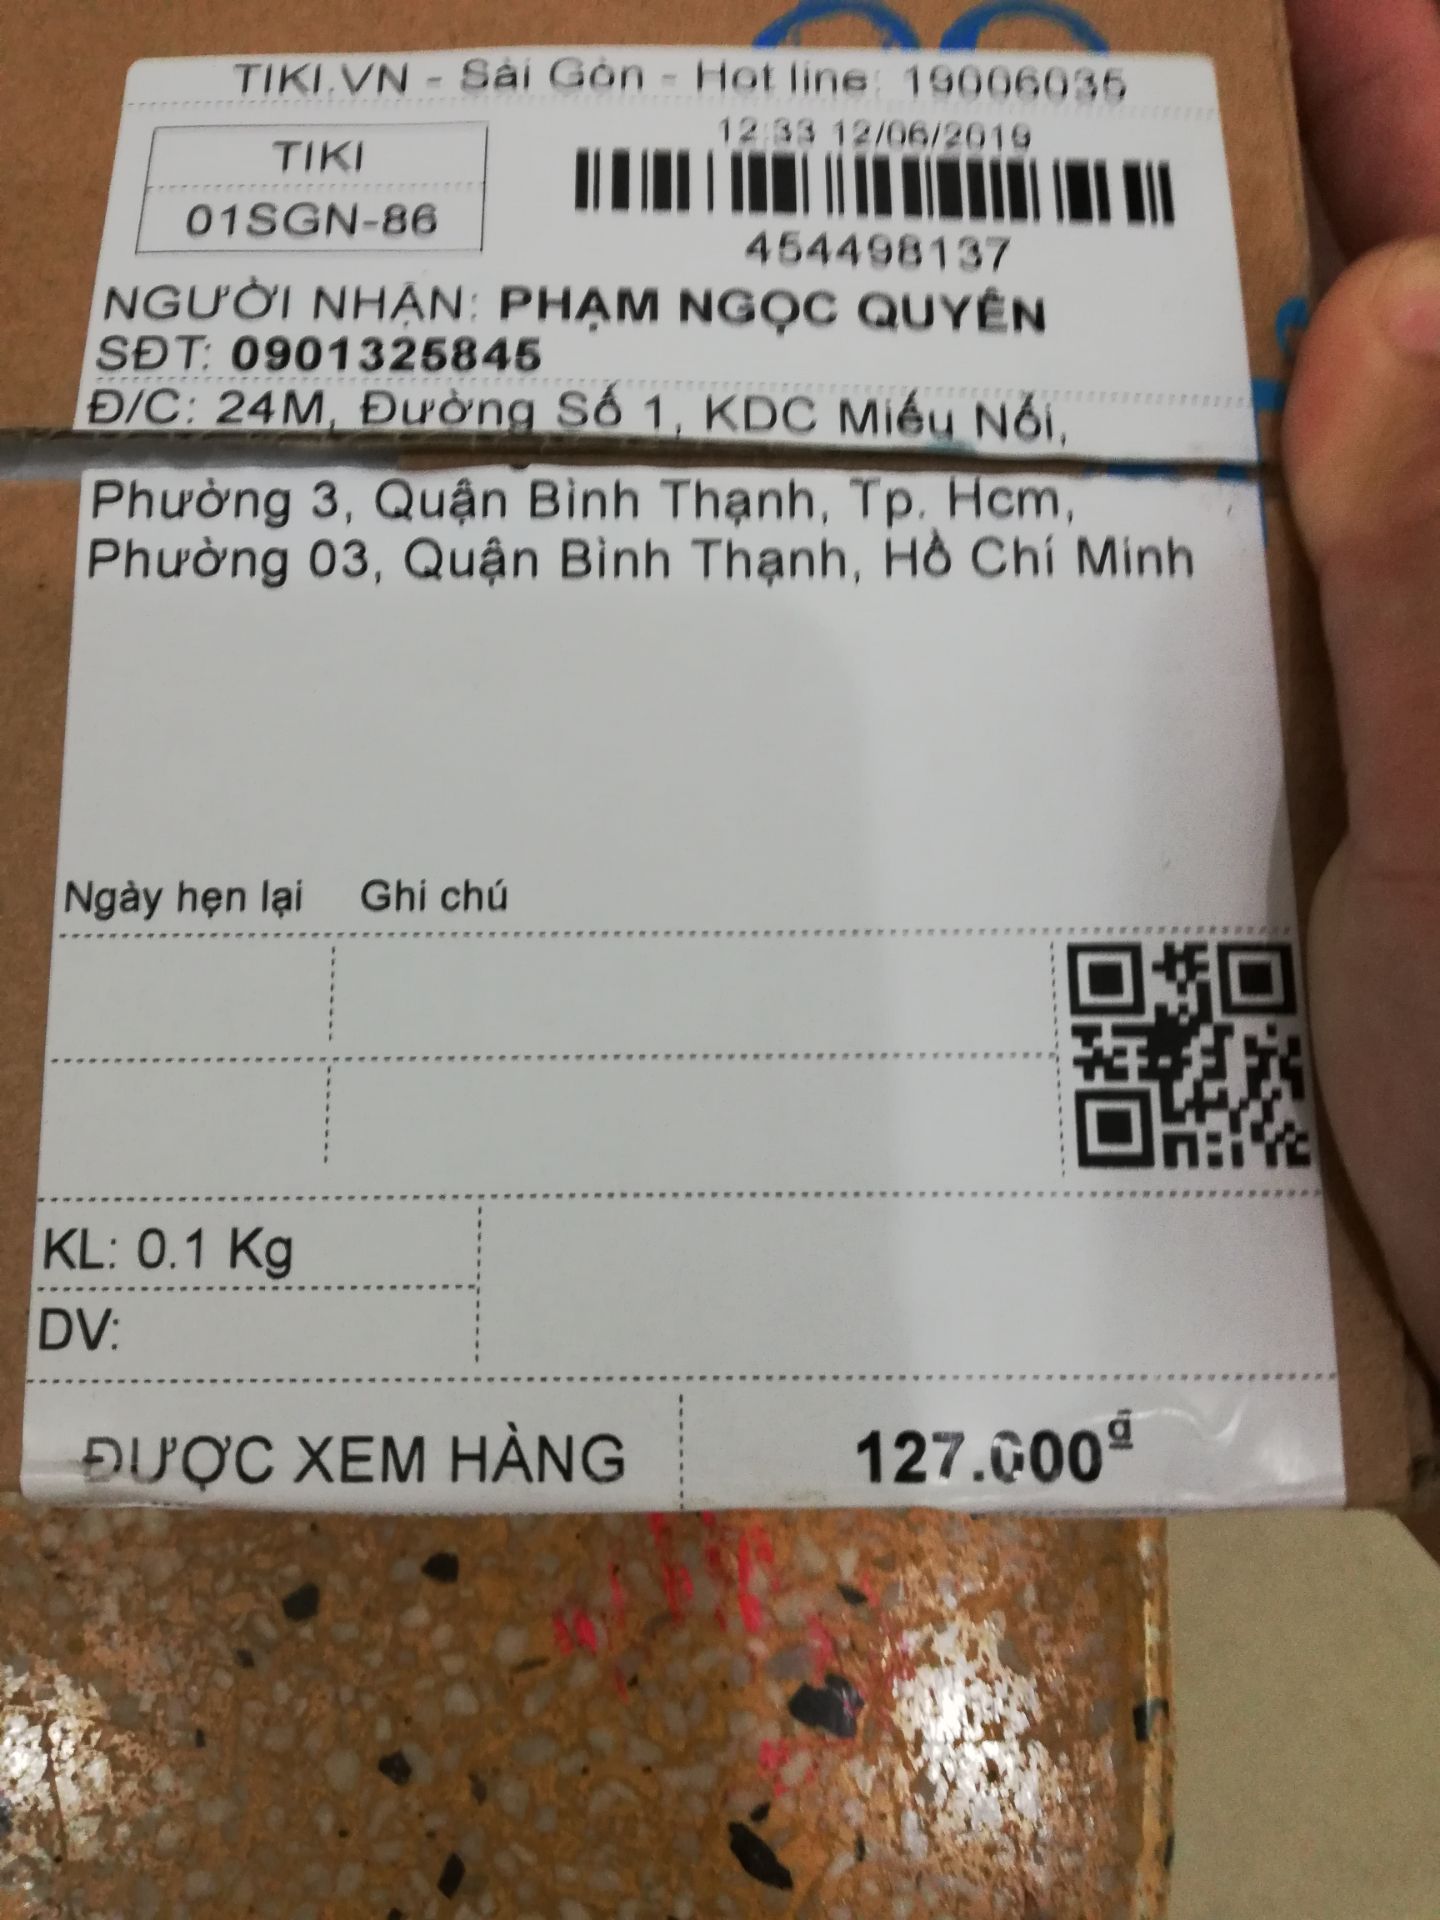 TIKI.VN - Sài Gòn - Hot line: 19006035
12:33 12/06/2019
TIKI
01SGN-86
454498137
NGƯỜI NHẬN: PHẠM NGỌC QUYÊN
SĐT: 0901325845
Đ/C: 24M, Đường Số 1, KDC Miếu Nổi,
Phường 3, Quận Bình Thạnh, Tp. Hcm,
Phường 03, Quận Bình Thạnh, Hồ Chí Minh
Ngày hẹn lại Ghi chú
KL: 0.1 Kg
DV:
ĐƯỢC XEM HÀNG 127.000đ